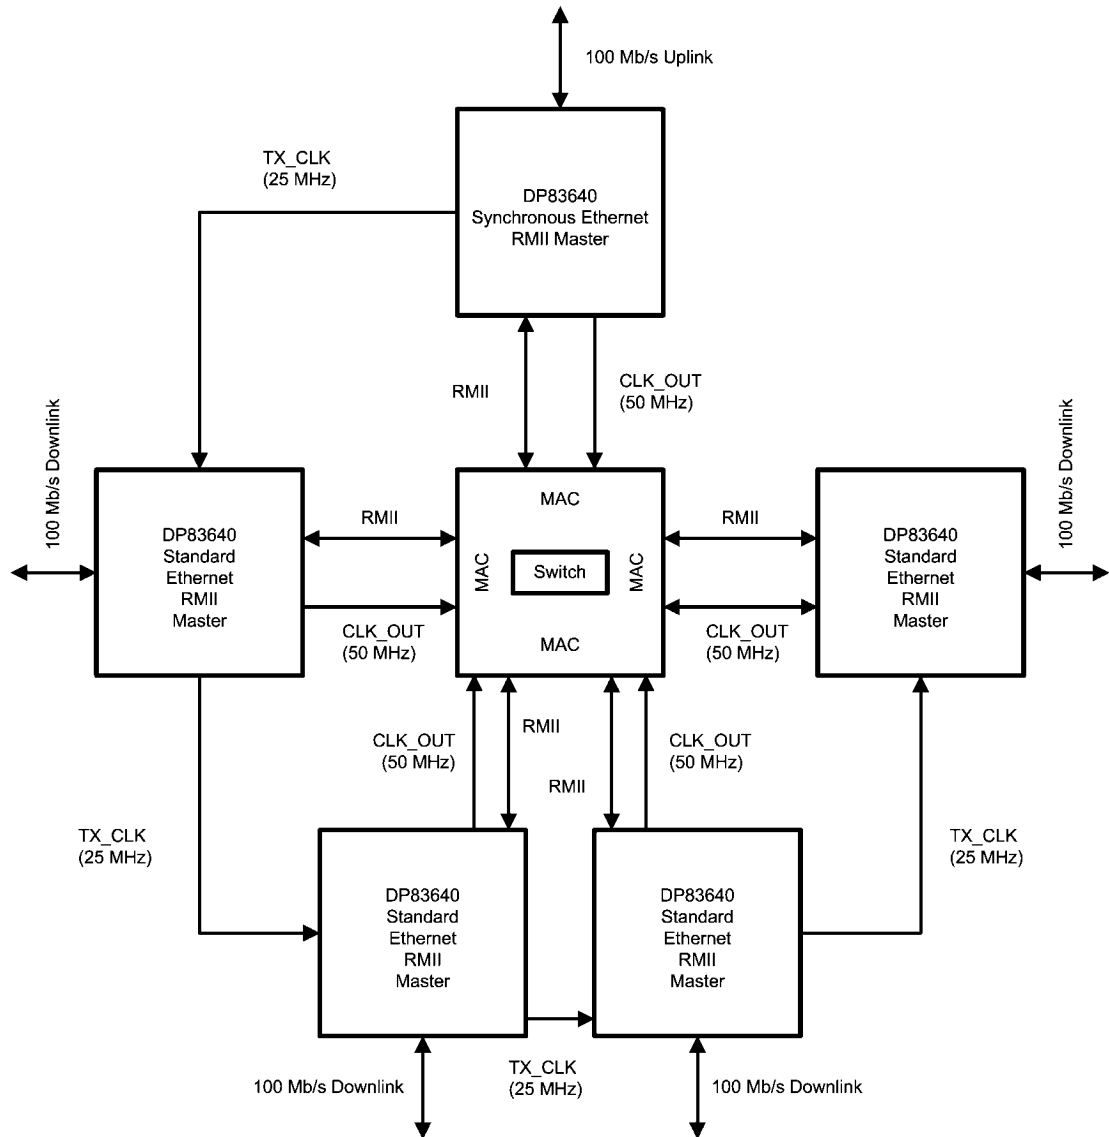 100 Mb/s Uplink
TX_CLK
(25 MHz)
DP83640
Synchronous Ethernet
RMII Master
RMII
CLK_OUT
(50 MHz)
100 Mb/s Downlink
DP83640
Standard
Ethernet
RMII
Master
RMII
CLK_OUT
(50 MHz)
MAC
MAC
Switch
MAC
MAC
RMII
CLK_OUT
(50 MHz)
DP83640
Standard
Ethernet
RMII
Master
100 Mb/s Downlink
CLK_OUT
(50 MHz)
RMII
RMII
CLK_OUT
(50 MHz)
TX_CLK
(25 MHz)
DP83640
Standard
Ethernet
RMII
Master
DP83640
Standard
Ethernet
RMII
Master
TX_CLK
(25 MHz)
100 Mb/s Downlink
TX_CLK
(25 MHz)
100 Mb/s Downlink